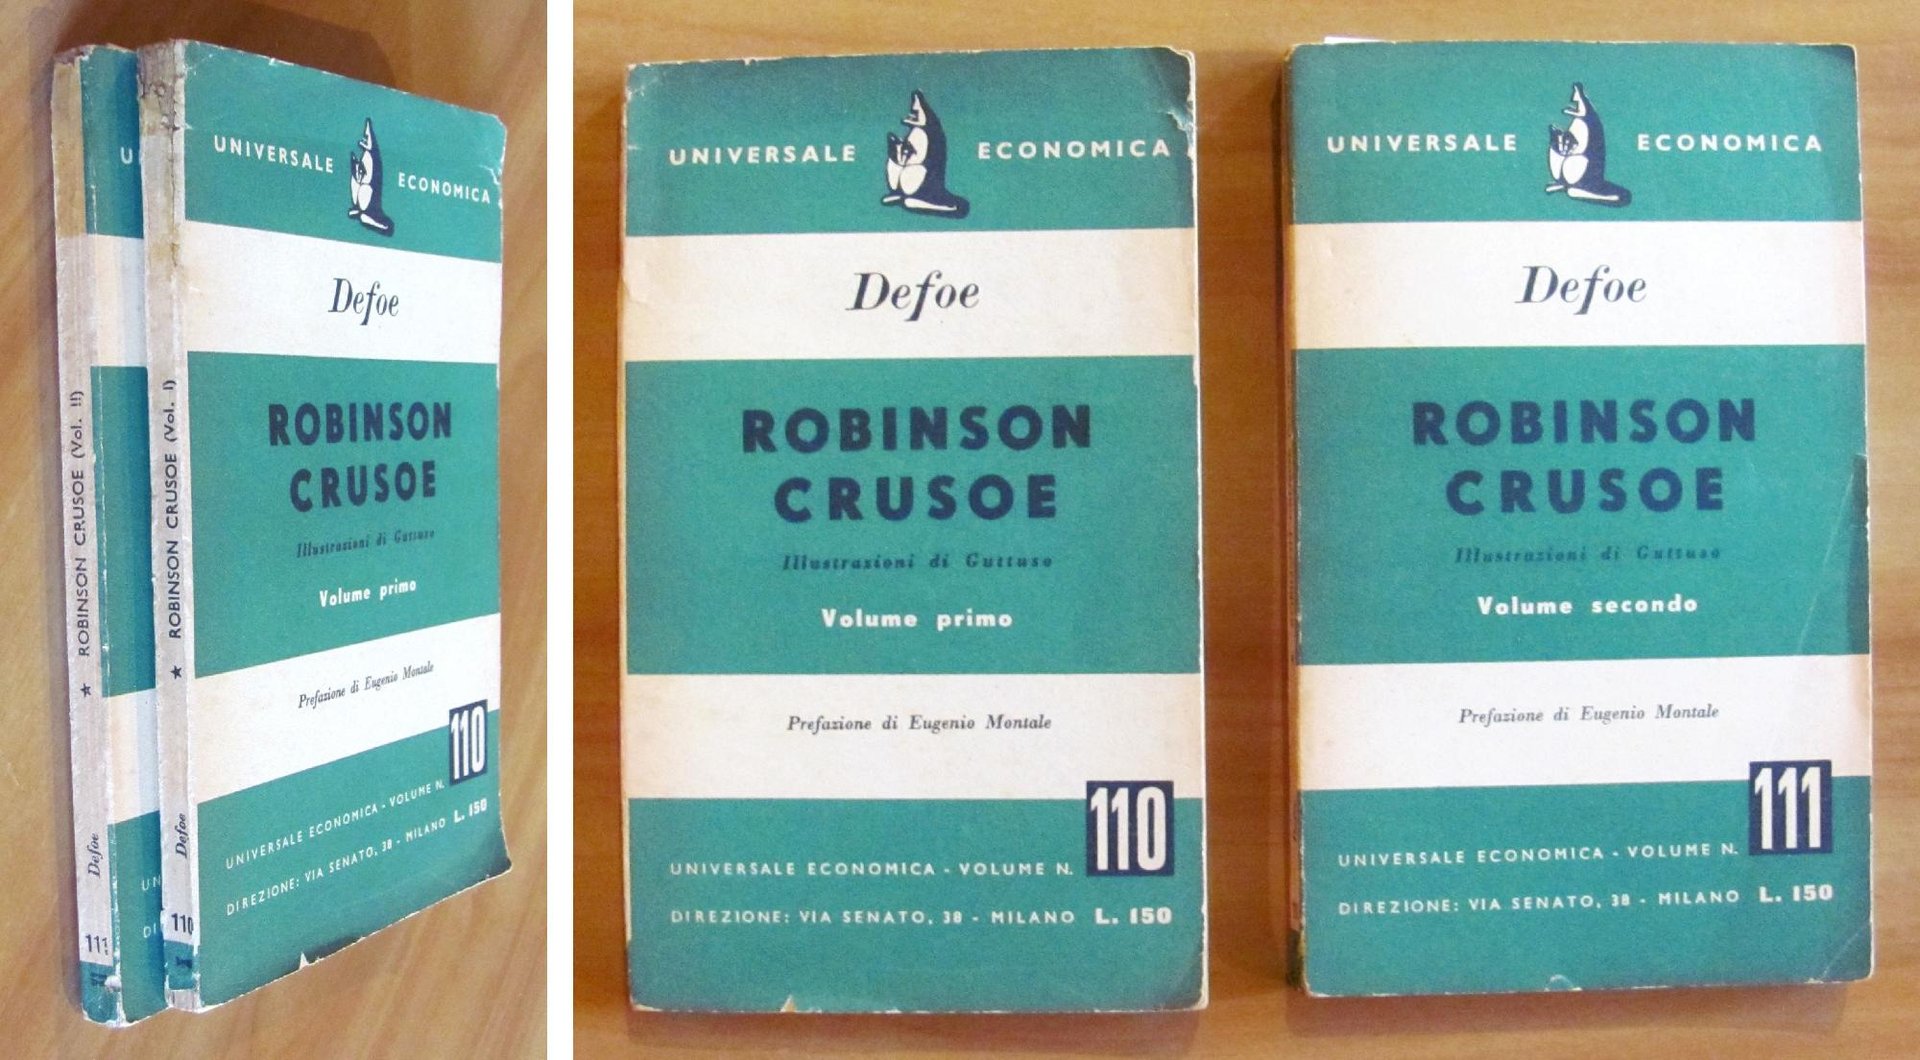 ROBINSON CRUSOE (Vol. II)
★
Defoe
111
ROBINSON CRUSOE (Vol. I)
★
Defoe
110
U
UN
DI
UNIVERSALE ECONOMICA
Defoe
ROBINSON
CRUSOE
Illustrazioni di Guttuso
Volume primo
Prefazione di Eugenio Montale
110
UNIVERSALE ECONOMICA - VOLUME N.
DIREZIONE: VIA SENATO, 38 - MILANO L. 150
UNIVERSALE ECONOMICA
Defoe
ROBINSON
CRUSOE
Illustrazioni di Guttuso
Volume primo
Prefazione di Eugenio Montale
110
UNIVERSALE ECONOMICA - VOLUME N.
DIREZIONE: VIA SENATO, 38 - MILANO L. 150
UNIVERSALE ECONOMICA
Defoe
ROBINSON
CRUSOE
Illustrazioni di Guttuso
Volume secondo
Prefazione di Eugenio Montale
111
UNIVERSALE ECONOMICA - VOLUME N.
DIREZIONE: VIA SENATO, 38 - MILANO L. 150